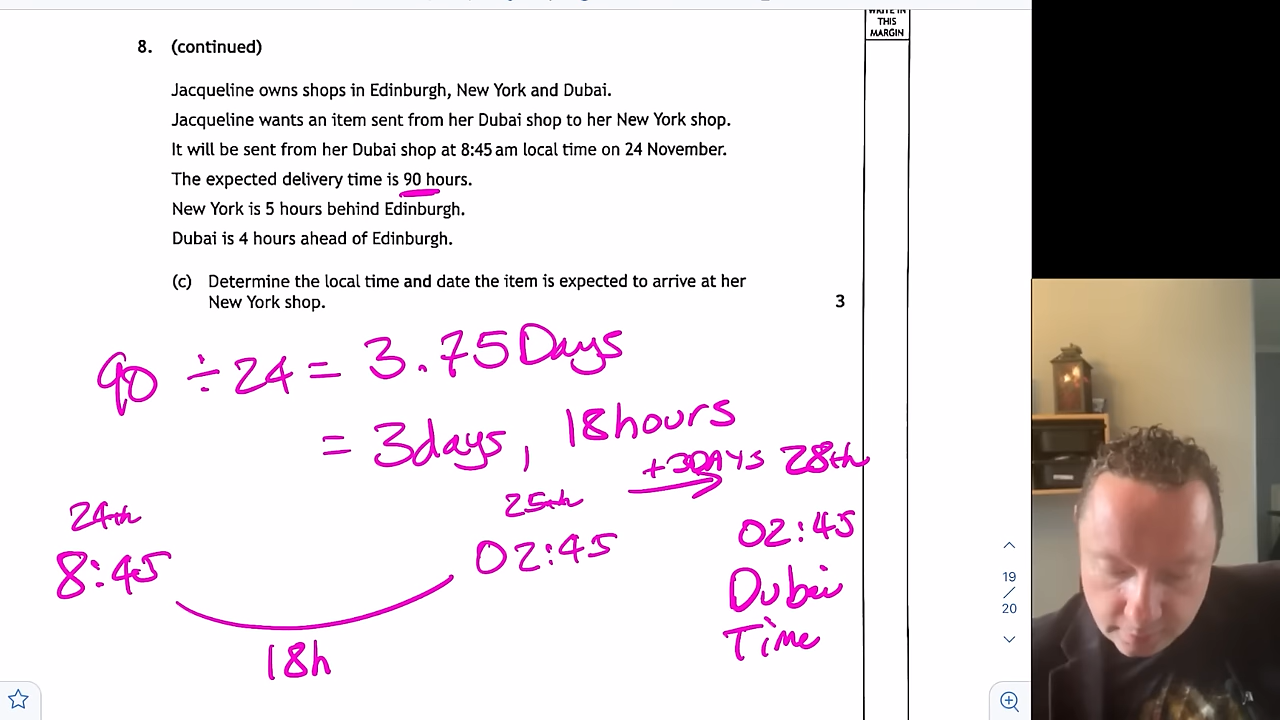 WRITE IN
THIS
MARGIN
8. (continued)
Jacqueline owns shops in Edinburgh, New York and Dubai.
Jacqueline wants an item sent from her Dubai shop to her New York shop.
It will be sent from her Dubai shop at 8:45 am local time on 24 November.
The expected delivery time is 90 hours.
New York is 5 hours behind Edinburgh.
Dubai is 4 hours ahead of Edinburgh.
(c) Determine the local time and date the item is expected to arrive at her
New York shop.
3
90 ÷ 24 = 3.75 Days
= 3days, 18hours
+3DAYS 28th
24th
25th
8:45
02:45
02:45
Dubai
Time
18h
19
/
20